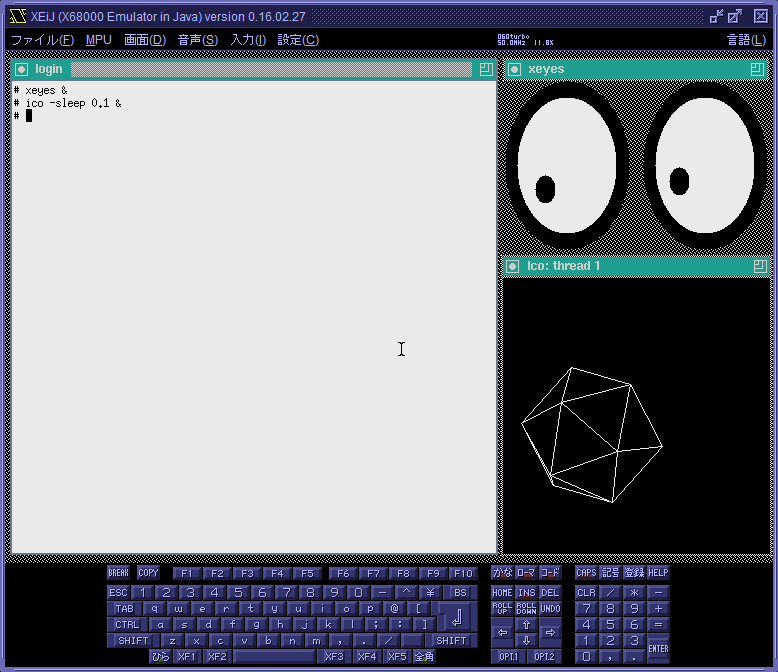 XEiJ (X68000 Emulator in Java) version 0.16.02.27
ファイル(F) MPU 画面(D) 音声(S) 入力(I) 設定(C) 060turbo 50.0MHz 11.8% 言語(L)
login
# xeyes &
# ico -sleep 0.1 &
#
xeyes
Ico: thread 1
BREAK COPY F1 F2 F3 F4 F5 F6 F7 F8 F9 F10 かな ローマ コード CAPS 記号 登録 HELP
ESC 1 2 3 4 5 6 7 8 9 0 - ^ ¥ BS HOME INS DEL CLR / * -
TAB q w e r t y u i o p @ [ ROLL UP ROLL DOWN UNDO 7 8 9 +
CTRL a s d f g h j k l ; : ] ← ↑ → 4 5 6 =
SHIFT z x c v b n m , . / SHIFT ↓ 1 2 3 ENTER
ひら XF1 XF2 XF3 XF4 XF5 全角 OPT.1 OPT.2 0 , .